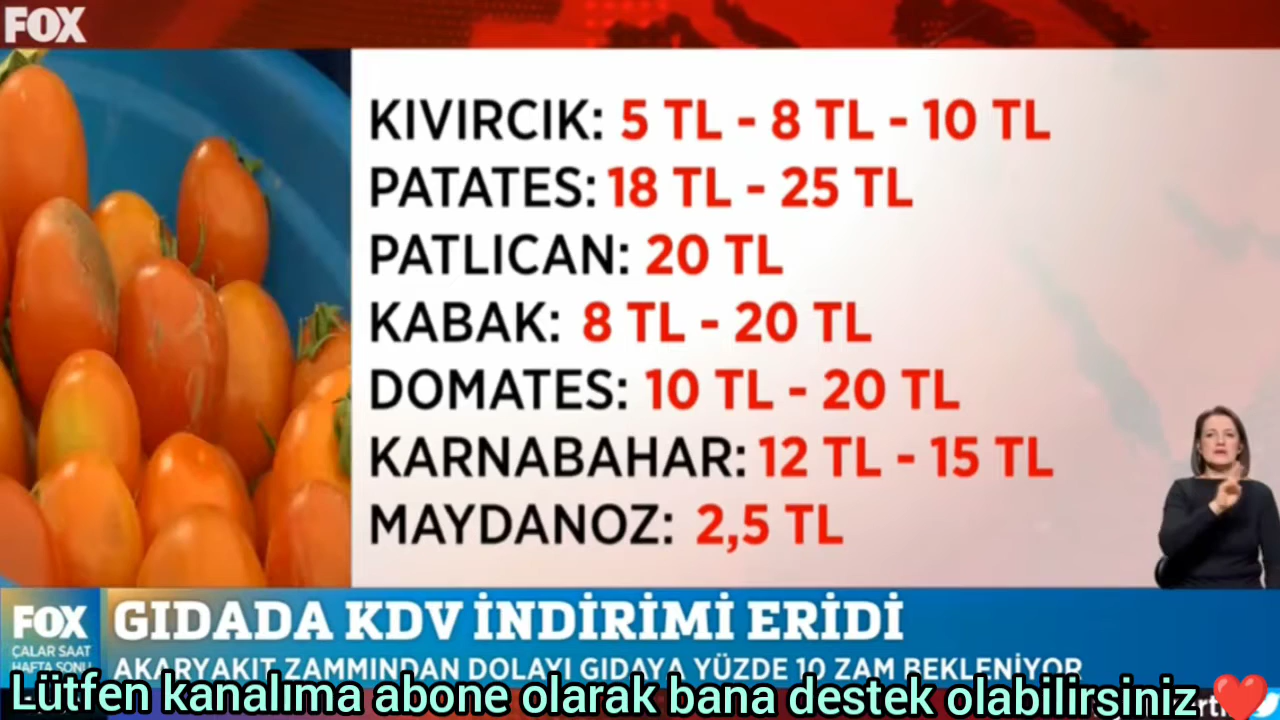 FOX
KIVIRCIK: 5 TL - 8 TL - 10 TL
PATATES: 18 TL - 25 TL
PATLICAN: 20 TL
KABAK: 8 TL - 20 TL
DOMATES: 10 TL - 20 TL
KARNABAHAR: 12 TL - 15 TL
MAYDANOZ: 2,5 TL
FOX
ÇALAR SAAT
HAFTA SONU
GIDADA KDV İNDİRİMİ ERİDİ
AKARYAKIT ZAMMINDAN DOLAYI GIDAYA YÜZDE 10 ZAM BEKLENİYOR
Lütfen kanalıma abone olarak bana destek olabilirsiniz ❤️